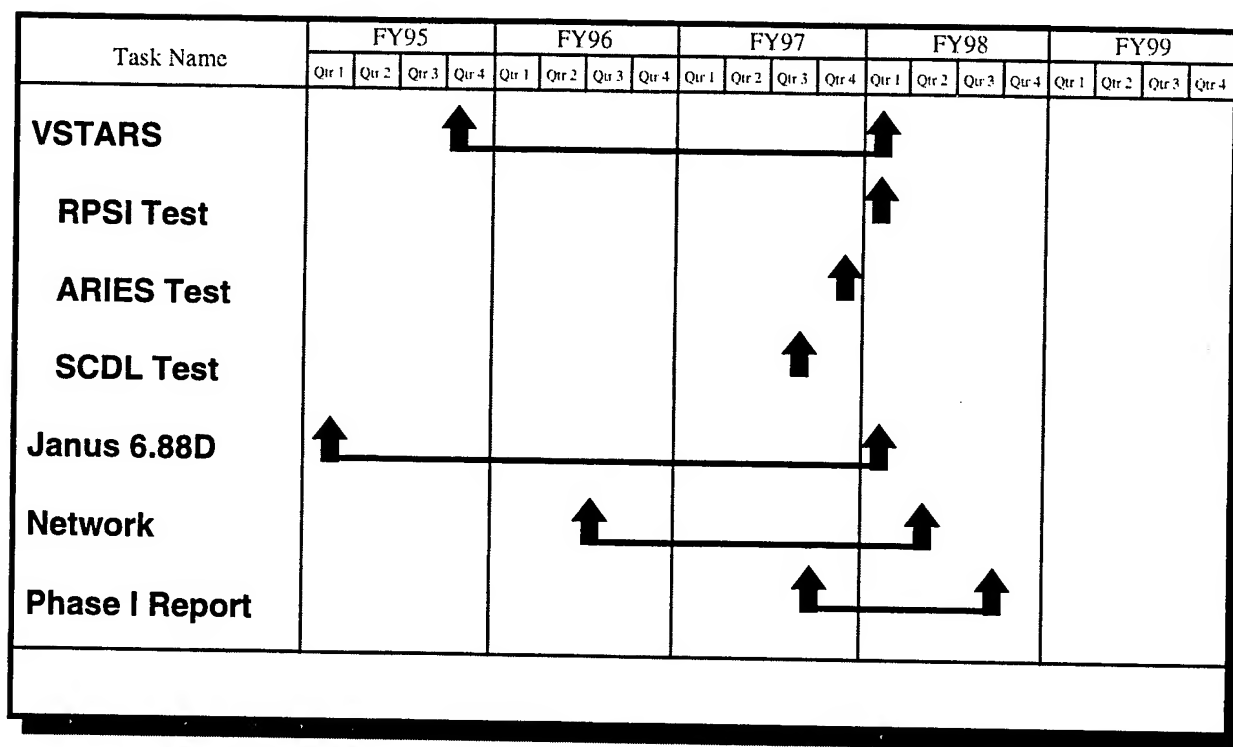 Task Name FY95 FY96 FY97 FY98 FY99
Qtr 1 Qtr 2 Qtr 3 Qtr 4 Qtr 1 Qtr 2 Qtr 3 Qtr 4 Qtr 1 Qtr 2 Qtr 3 Qtr 4 Qtr 1 Qtr 2 Qtr 3 Qtr 4 Qtr 1 Qtr 2 Qtr 3 Qtr 4
VSTARS
RPSI Test
ARIES Test
SCDL Test
Janus 6.88D
Network
Phase I Report